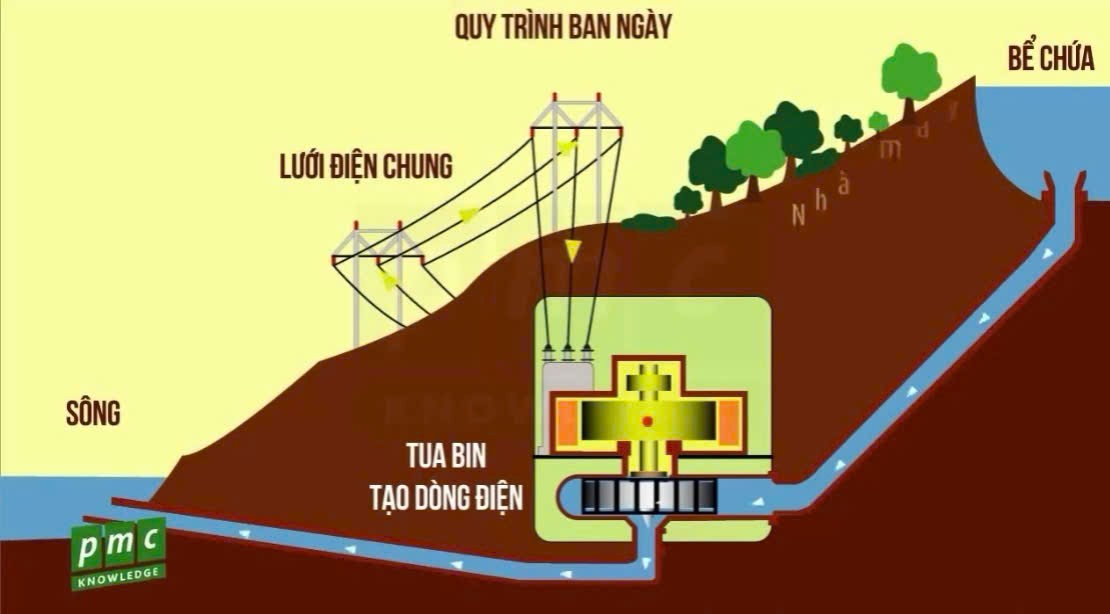 QUY TRÌNH BAN NGÀY
BỂ CHỨA
LƯỚI ĐIỆN CHUNG
Nhà máy
SÔNG
TUA BIN
TẠO DÒNG ĐIỆN
pmc
KNOWLEDGE